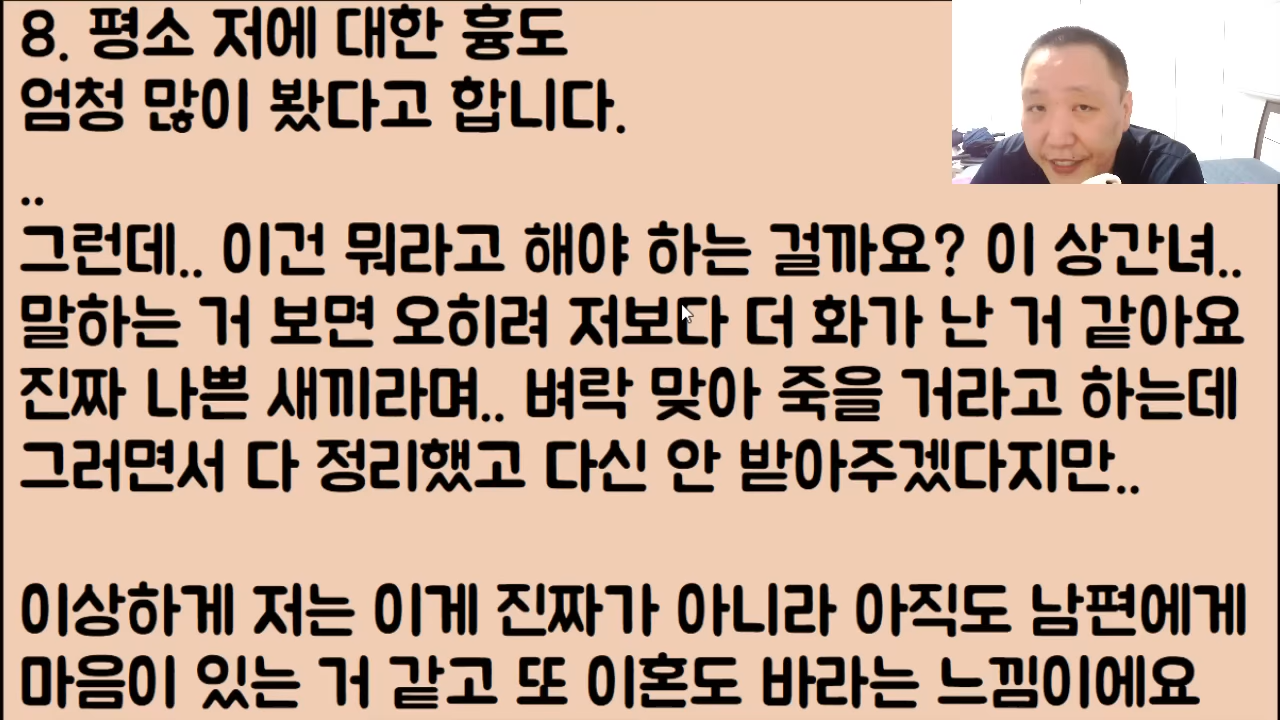 8. 평소 저에 대한 흉도
엄청 많이 봤다고 합니다.
..
그런데.. 이건 뭐라고 해야 하는 걸까요? 이 상간녀..
말하는 거 보면 오히려 저보다 더 화가 난 거 같아요
진짜 나쁜 새끼라며.. 벼락 맞아 죽을 거라고 하는데
그러면서 다 정리했고 다신 안 받아주겠다지만..
이상하게 저는 이게 진짜가 아니라 아직도 남편에게
마음이 있는 거 같고 또 이혼도 바라는 느낌이에요